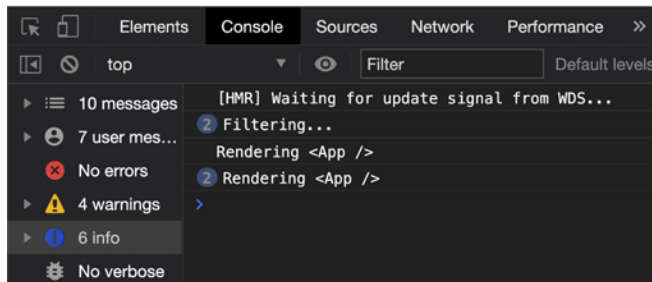 Elements Console Sources Network Performance »
top Filter Default levels
10 messages
7 user mes...
No errors
4 warnings
6 info
No verbose
[HMR] Waiting for update signal from WDS...
2 Filtering...
Rendering <App />
2 Rendering <App />
>